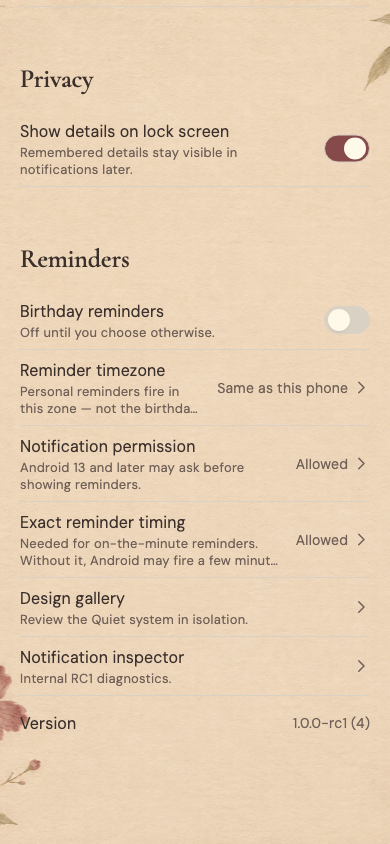 Privacy
Show details on lock screen
Remembered details stay visible in
notifications later.
Reminders
Birthday reminders
Off until you choose otherwise.
Reminder timezone
Personal reminders fire in
this zone — not the birthda…
Same as this phone
Notification permission
Android 13 and later may ask before
showing reminders.
Allowed
Exact reminder timing
Needed for on-the-minute reminders.
Without it, Android may fire a few minut…
Allowed
Design gallery
Review the Quiet system in isolation.
Notification inspector
Internal RC1 diagnostics.
Version
1.0.0-rc1 (4)